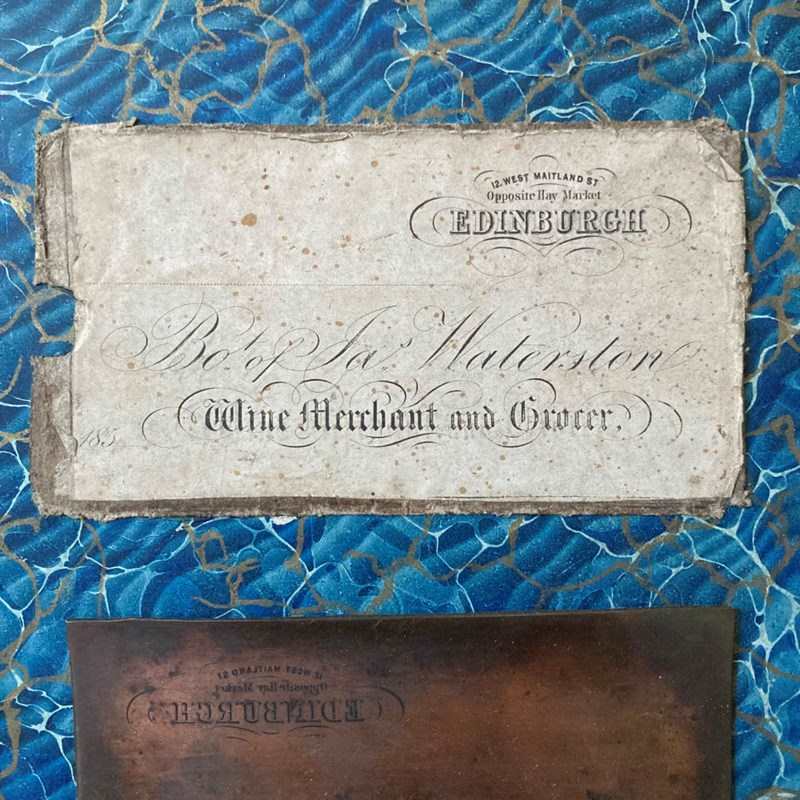 12. WEST MAITLAND ST
Opposite Hay Market
EDINBURGH
Bot. of Jas. Waterston
Wine Merchant and Grocer.
185
12 WEST MAITLAND ST
Opposite Hay Market
EDINBURGH